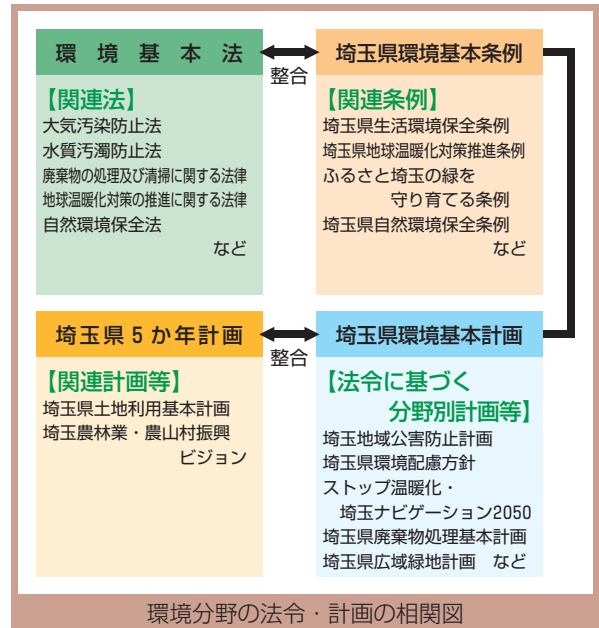 環境基本法
整合
埼玉県環境基本条例
【関連法】
大気汚染防止法
水質汚濁防止法
廃棄物の処理及び清掃に関する法律
地球温暖化対策の推進に関する法律
自然環境保全法
など
【関連条例】
埼玉県生活環境保全条例
埼玉県地球温暖化対策推進条例
ふるさと埼玉の緑を
守り育てる条例
埼玉県自然環境保全条例
など
埼玉県5か年計画
整合
埼玉県環境基本計画
【関連計画等】
埼玉県土地利用基本計画
埼玉農林業・農山村振興
ビジョン
【法令に基づく
分野別計画等】
埼玉地域公害防止計画
埼玉県環境配慮方針
ストップ温暖化・
埼玉ナビゲーション2050
埼玉県廃棄物処理基本計画
埼玉県広域緑地計画 など
環境分野の法令・計画の相関図